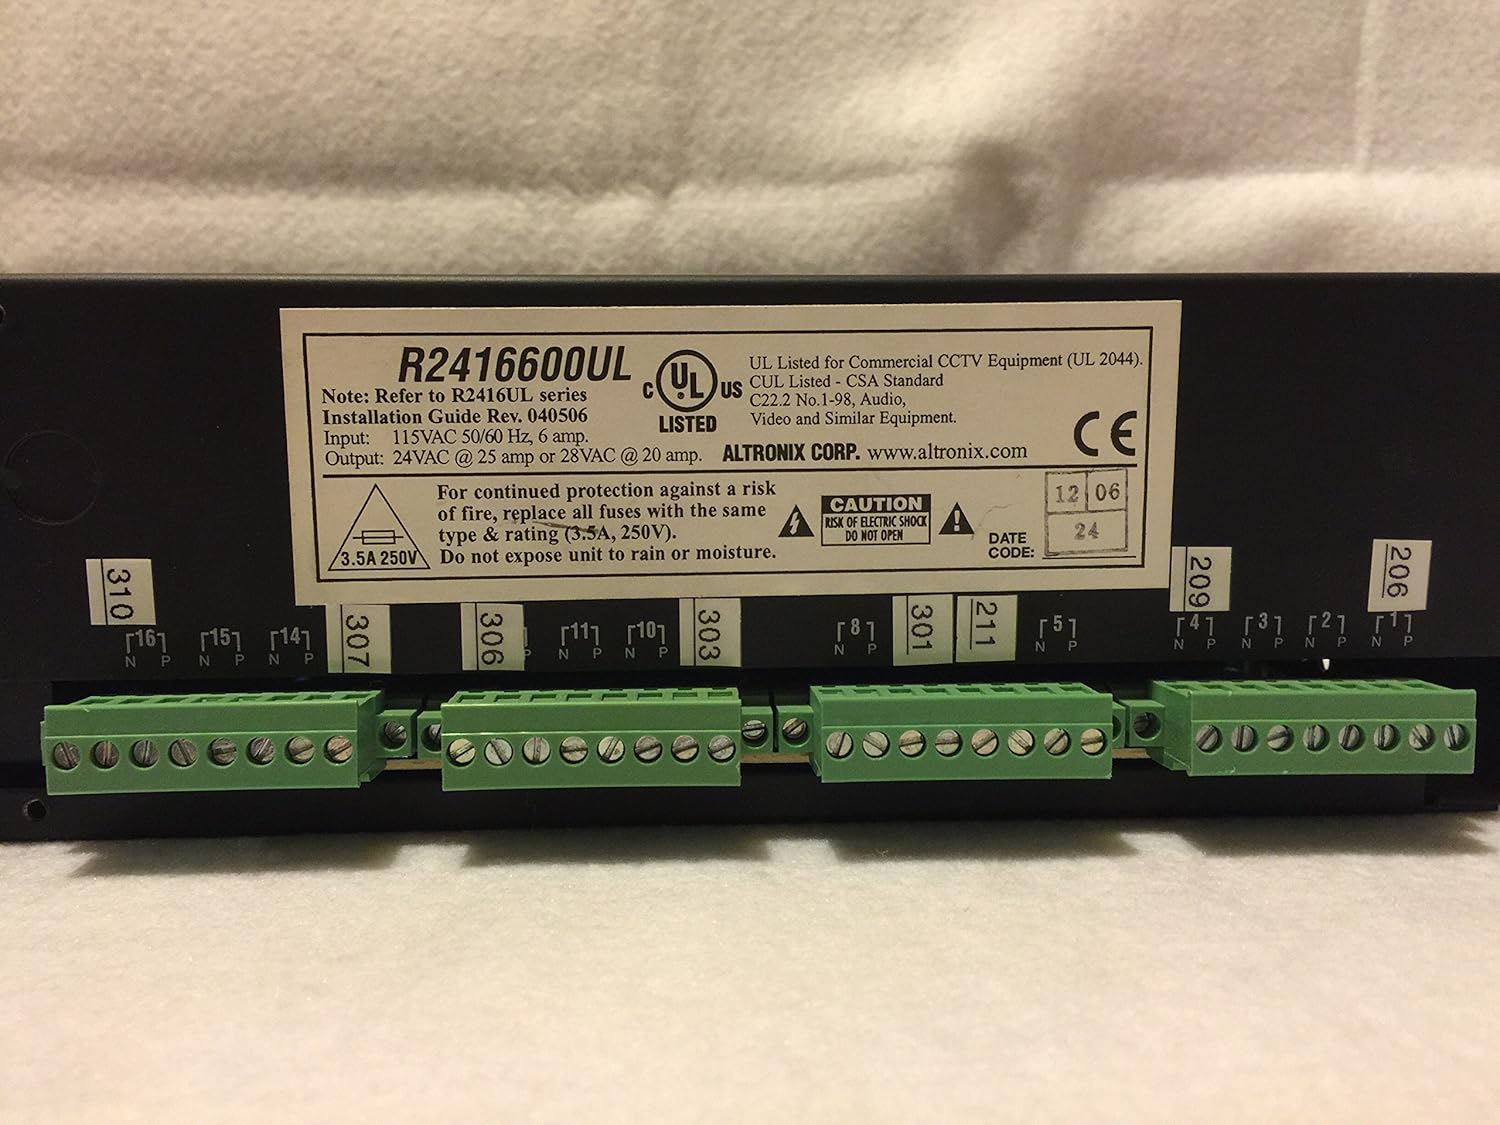 R2416600UL
Note: Refer to R2416UL series
Installation Guide Rev. 040506
Input: 115VAC 50/60 Hz, 6 amp.
Output: 24VAC @ 25 amp or 28VAC @ 20 amp.
C UL US
LISTED
UL Listed for Commercial CCTV Equipment (UL 2044).
CUL Listed - CSA Standard
C22.2 No.1-98, Audio,
Video and Similar Equipment.
CE
ALTRONIX CORP. www.altronix.com
3.5A 250V
For continued protection against a risk
of fire, replace all fuses with the same
type & rating (3.5A, 250V).
Do not expose unit to rain or moisture.
CAUTION
RISK OF ELECTRIC SHOCK
DO NOT OPEN
!
DATE
CODE:
12 06
24
310
307
306
303
301
211
209
206
16 15 14 11 10 8 5 4 3 2 1
N P N P N P P N P N P N P N P N P N P N P N P